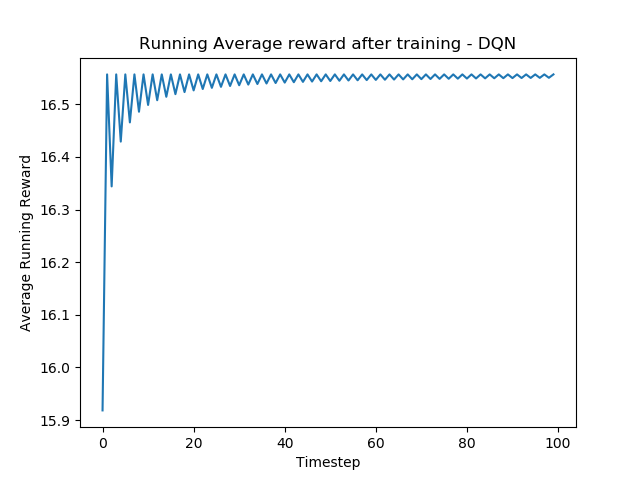 Running Average reward after training - DQN
16.5
16.4
16.3
16.2
16.1
16.0
15.9
Average Running Reward
0 20 40 60 80 100
Timestep